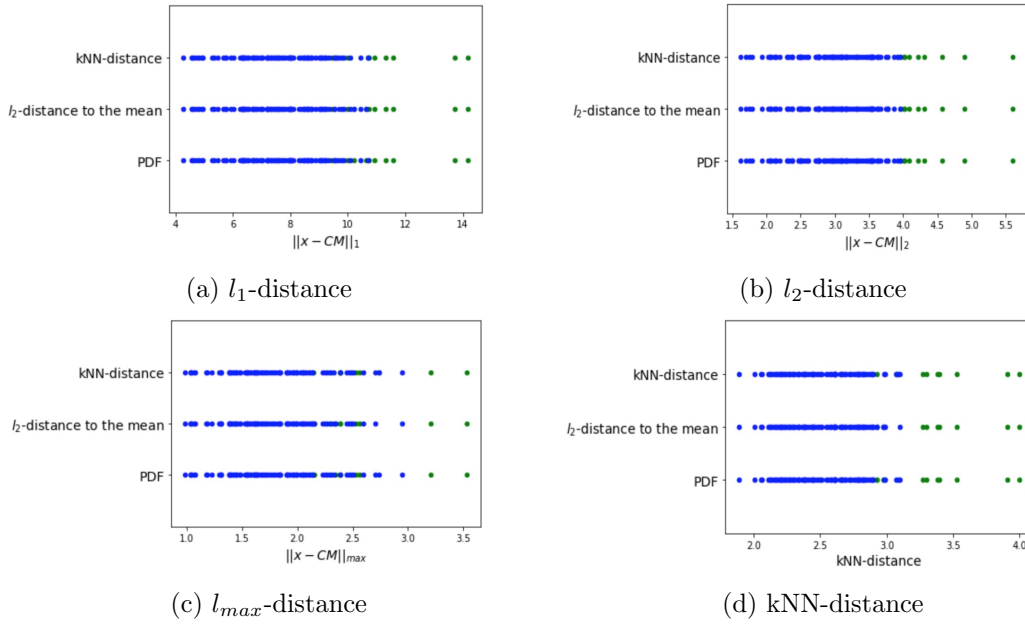 kNN-distance
l₂-distance to the mean
PDF
4 6 8 10 12 14
||x − CM||₁
(a) l₁-distance
kNN-distance
l₂-distance to the mean
PDF
1.5 2.0 2.5 3.0 3.5 4.0 4.5 5.0 5.5
||x − CM||₂
(b) l₂-distance
kNN-distance
l₂-distance to the mean
PDF
1.0 1.5 2.0 2.5 3.0 3.5
||x − CM||ₘₐₓ
(c) lₘₐₓ-distance
kNN-distance
l₂-distance to the mean
PDF
2.0 2.5 3.0 3.5 4.0
kNN-distance
(d) kNN-distance